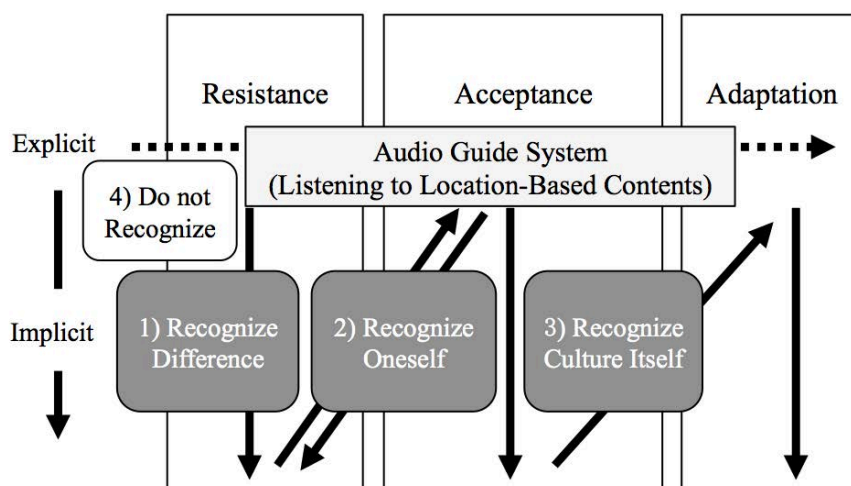 Resistance
Acceptance
Adaptation
Explicit
Audio Guide System
(Listening to Location-Based Contents)
4) Do not
Recognize
Implicit
1) Recognize
Difference
2) Recognize
Oneself
3) Recognize
Culture Itself